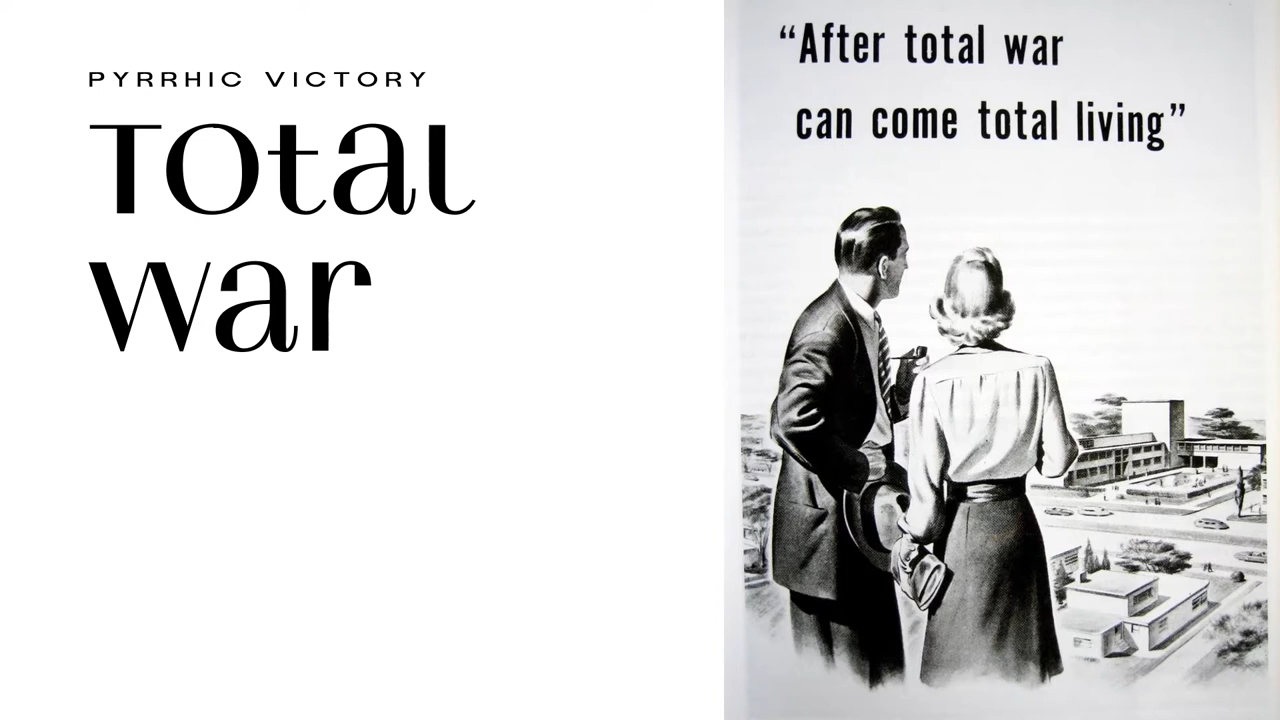 PYRRHIC VICTORY
Total
war
“After total war
can come total living”